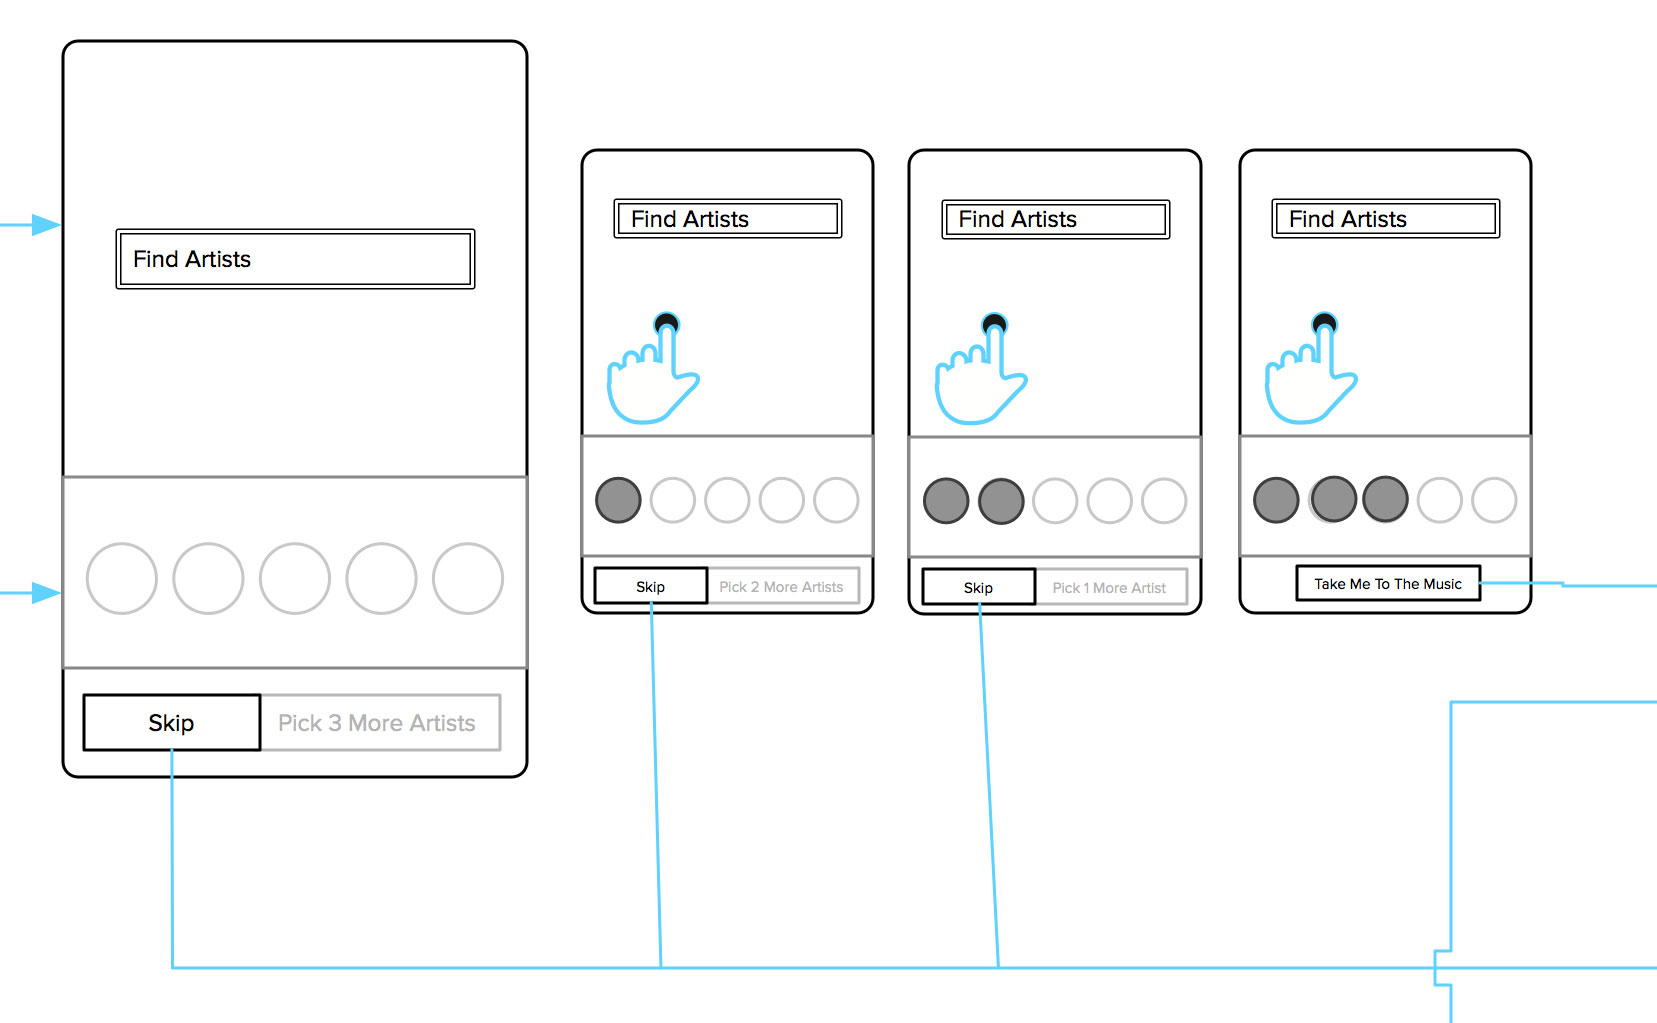 Find Artists
Skip
Pick 3 More Artists
Find Artists
Skip
Pick 2 More Artists
Find Artists
Skip
Pick 1 More Artist
Find Artists
Take Me To The Music